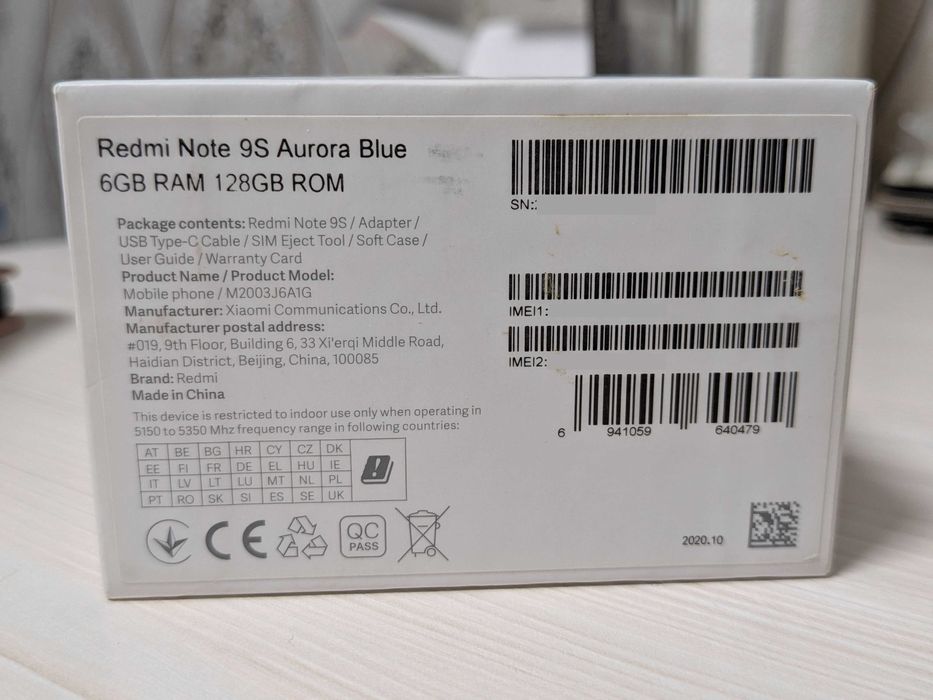 Redmi Note 9S Aurora Blue
6GB RAM 128GB ROM
Package contents: Redmi Note 9S / Adapter /
USB Type-C Cable / SIM Eject Tool / Soft Case /
User Guide / Warranty Card
Product Name / Product Model:
Mobile phone / M2003J6A1G
Manufacturer: Xiaomi Communications Co., Ltd.
Manufacturer postal address:
#019, 9th Floor, Building 6, 33 Xi'erqi Middle Road,
Haidian District, Beijing, China, 100085
Brand: Redmi
Made in China
This device is restricted to indoor use only when operating in
5150 to 5350 Mhz frequency range in following countries:
AT BE BG HR CY CZ DK
EE FI FR DE EL HU IE
IT LV LT LU MT NL PL
PT RO SK SI ES SE UK
CE
QC
PASS
SN:
IMEI1:
IMEI2:
6 941059 640479
2020.10